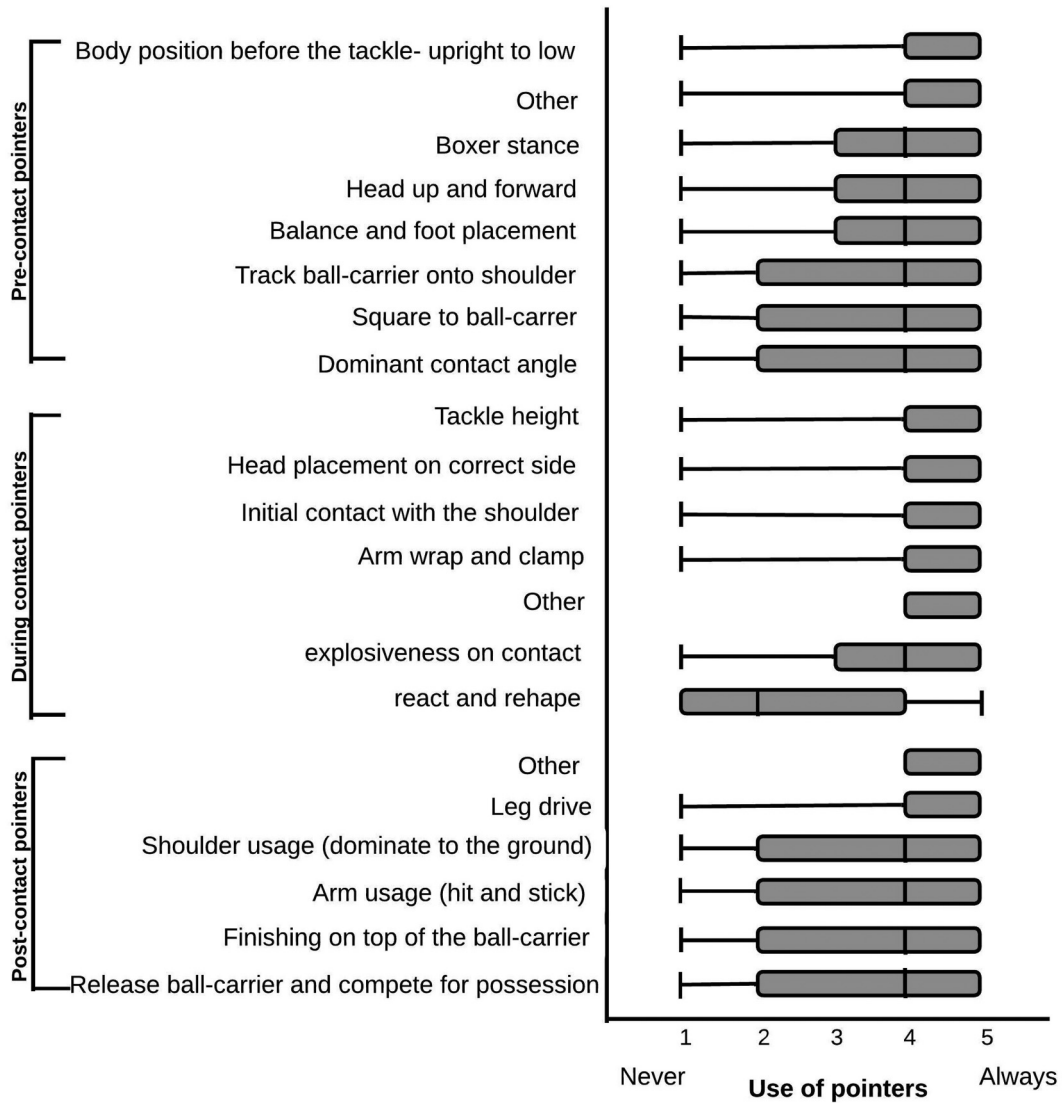 Pre-contact pointers
Body position before the tackle- upright to low
Other
Boxer stance
Head up and forward
Balance and foot placement
Track ball-carrier onto shoulder
Square to ball-carrer
Dominant contact angle
During contact pointers
Tackle height
Head placement on correct side
Initial contact with the shoulder
Arm wrap and clamp
Other
explosiveness on contact
react and rehape
Post-contact pointers
Other
Leg drive
Shoulder usage (dominate to the ground)
Arm usage (hit and stick)
Finishing on top of the ball-carrier
Release ball-carrier and compete for possession
1 2 3 4 5
Never Always
Use of pointers